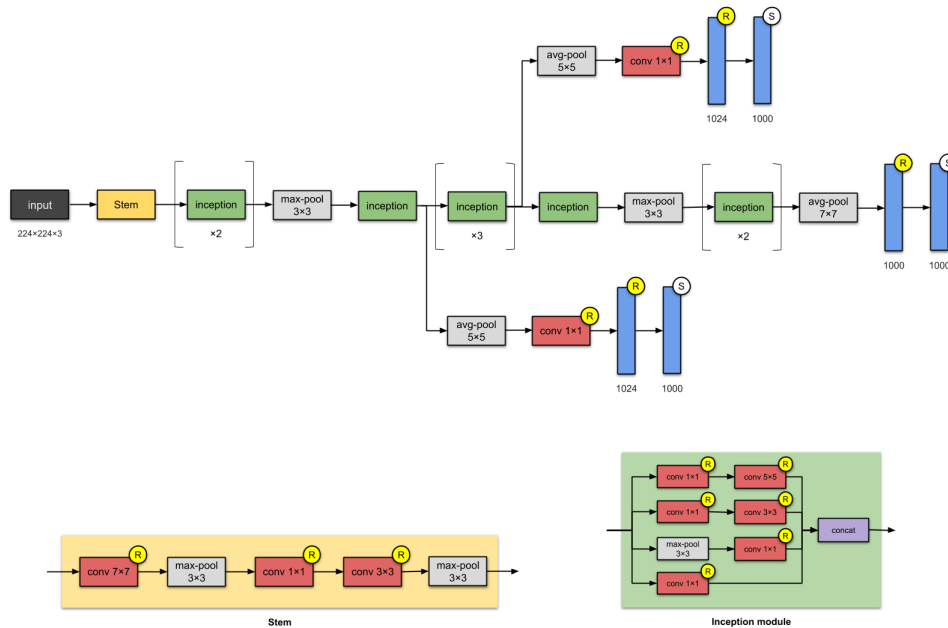 R
S
avg-pool
5×5
R
conv 1×1
1024
1000
R
S
input
Stem
inception
max-pool
3×3
inception
inception
inception
max-pool
3×3
inception
avg-pool
7×7
224×224×3
×2
×3
×2
1000
1000
R
S
R
avg-pool
5×5
conv 1×1
1024
1000
R
R
conv 1×1
conv 5×5
R
R
conv 1×1
conv 3×3
concat
R
max-pool
3×3
conv 1×1
R
conv 1×1
R
R
R
conv 7×7
max-pool
3×3
conv 1×1
conv 3×3
max-pool
3×3
Stem
Inception module